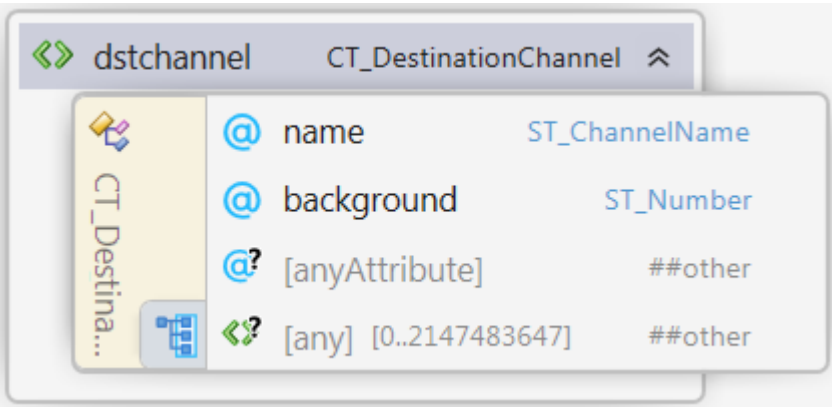 dstchannel CT_DestinationChannel
CT_Destina...
@ name ST_ChannelName
@ background ST_Number
@? [anyAttribute] ##other
<>? [any] [0..2147483647] ##other